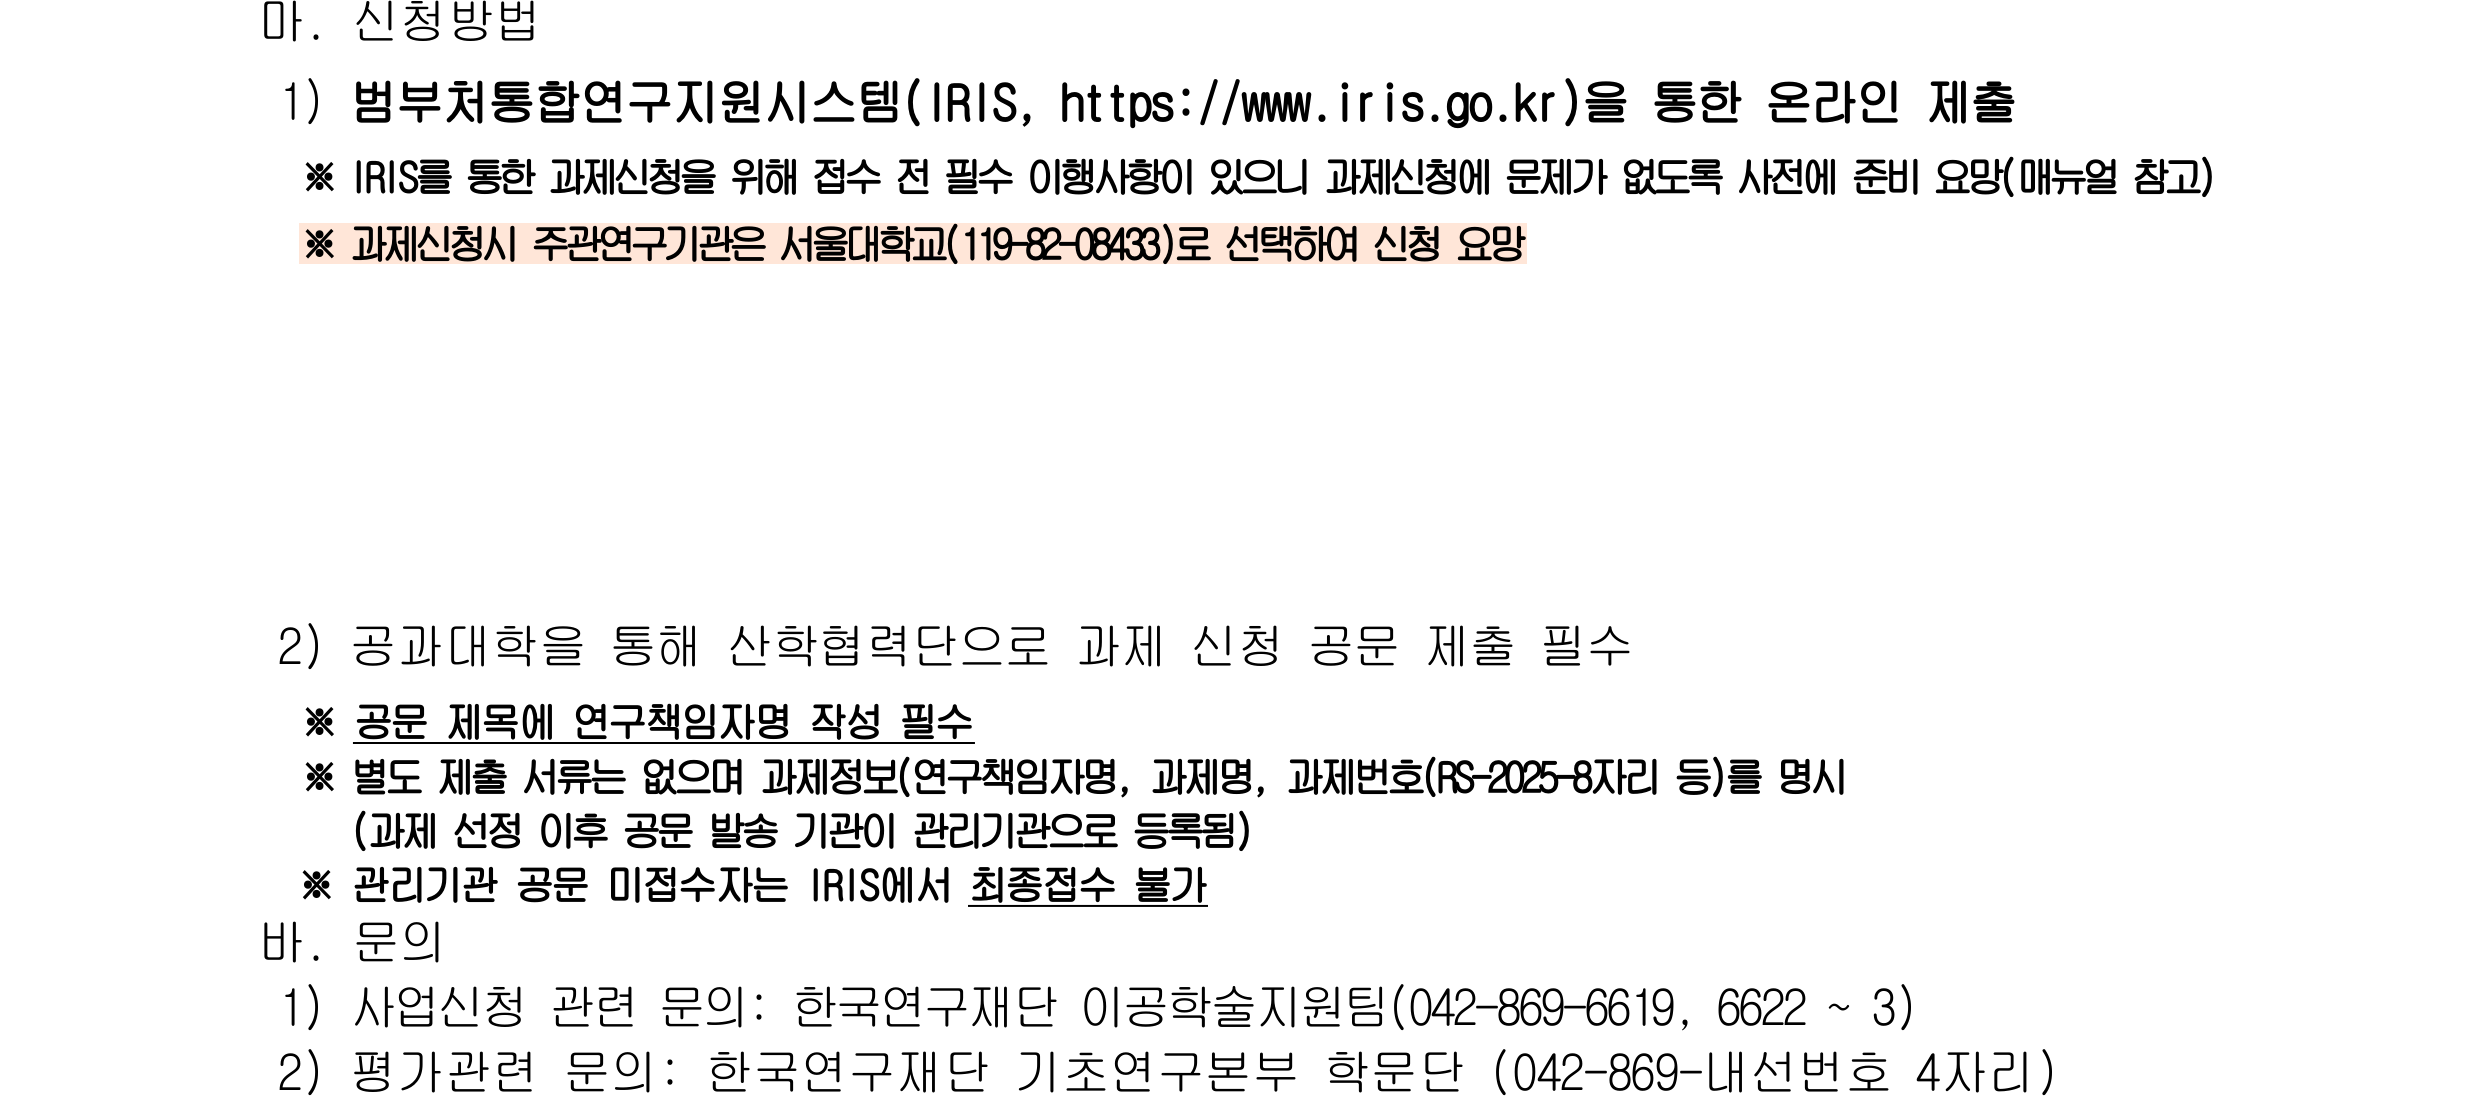 마. 신청방법
1) 범부처통합연구지원시스템(IRIS, https://www.iris.go.kr)을 통한 온라인 제출
※ IRIS를 통한 과제신청을 위해 접수 전 필수 이행사항이 있으니 과제신청에 문제가 없도록 사전에 준비 요망(매뉴얼 참고)
※ 과제신청시 주관연구기관은 서울대학교(119-82-08433)로 선택하여 신청 요망
2) 공과대학을 통해 산학협력단으로 과제 신청 공문 제출 필수
※ 공문 제목에 연구책임자명 작성 필수
※ 별도 제출 서류는 없으며 과제정보(연구책임자명, 과제명, 과제번호(RS-2025-8자리 등)를 명시
(과제 선정 이후 공문 발송 기관이 관리기관으로 등록됨)
※ 관리기관 공문 미접수자는 IRIS에서 최종접수 불가
바. 문의
1) 사업신청 관련 문의: 한국연구재단 이공학술지원팀(042-869-6619, 6622 ~ 3)
2) 평가관련 문의: 한국연구재단 기초연구본부 학문단 (042-869-내선번호 4자리)